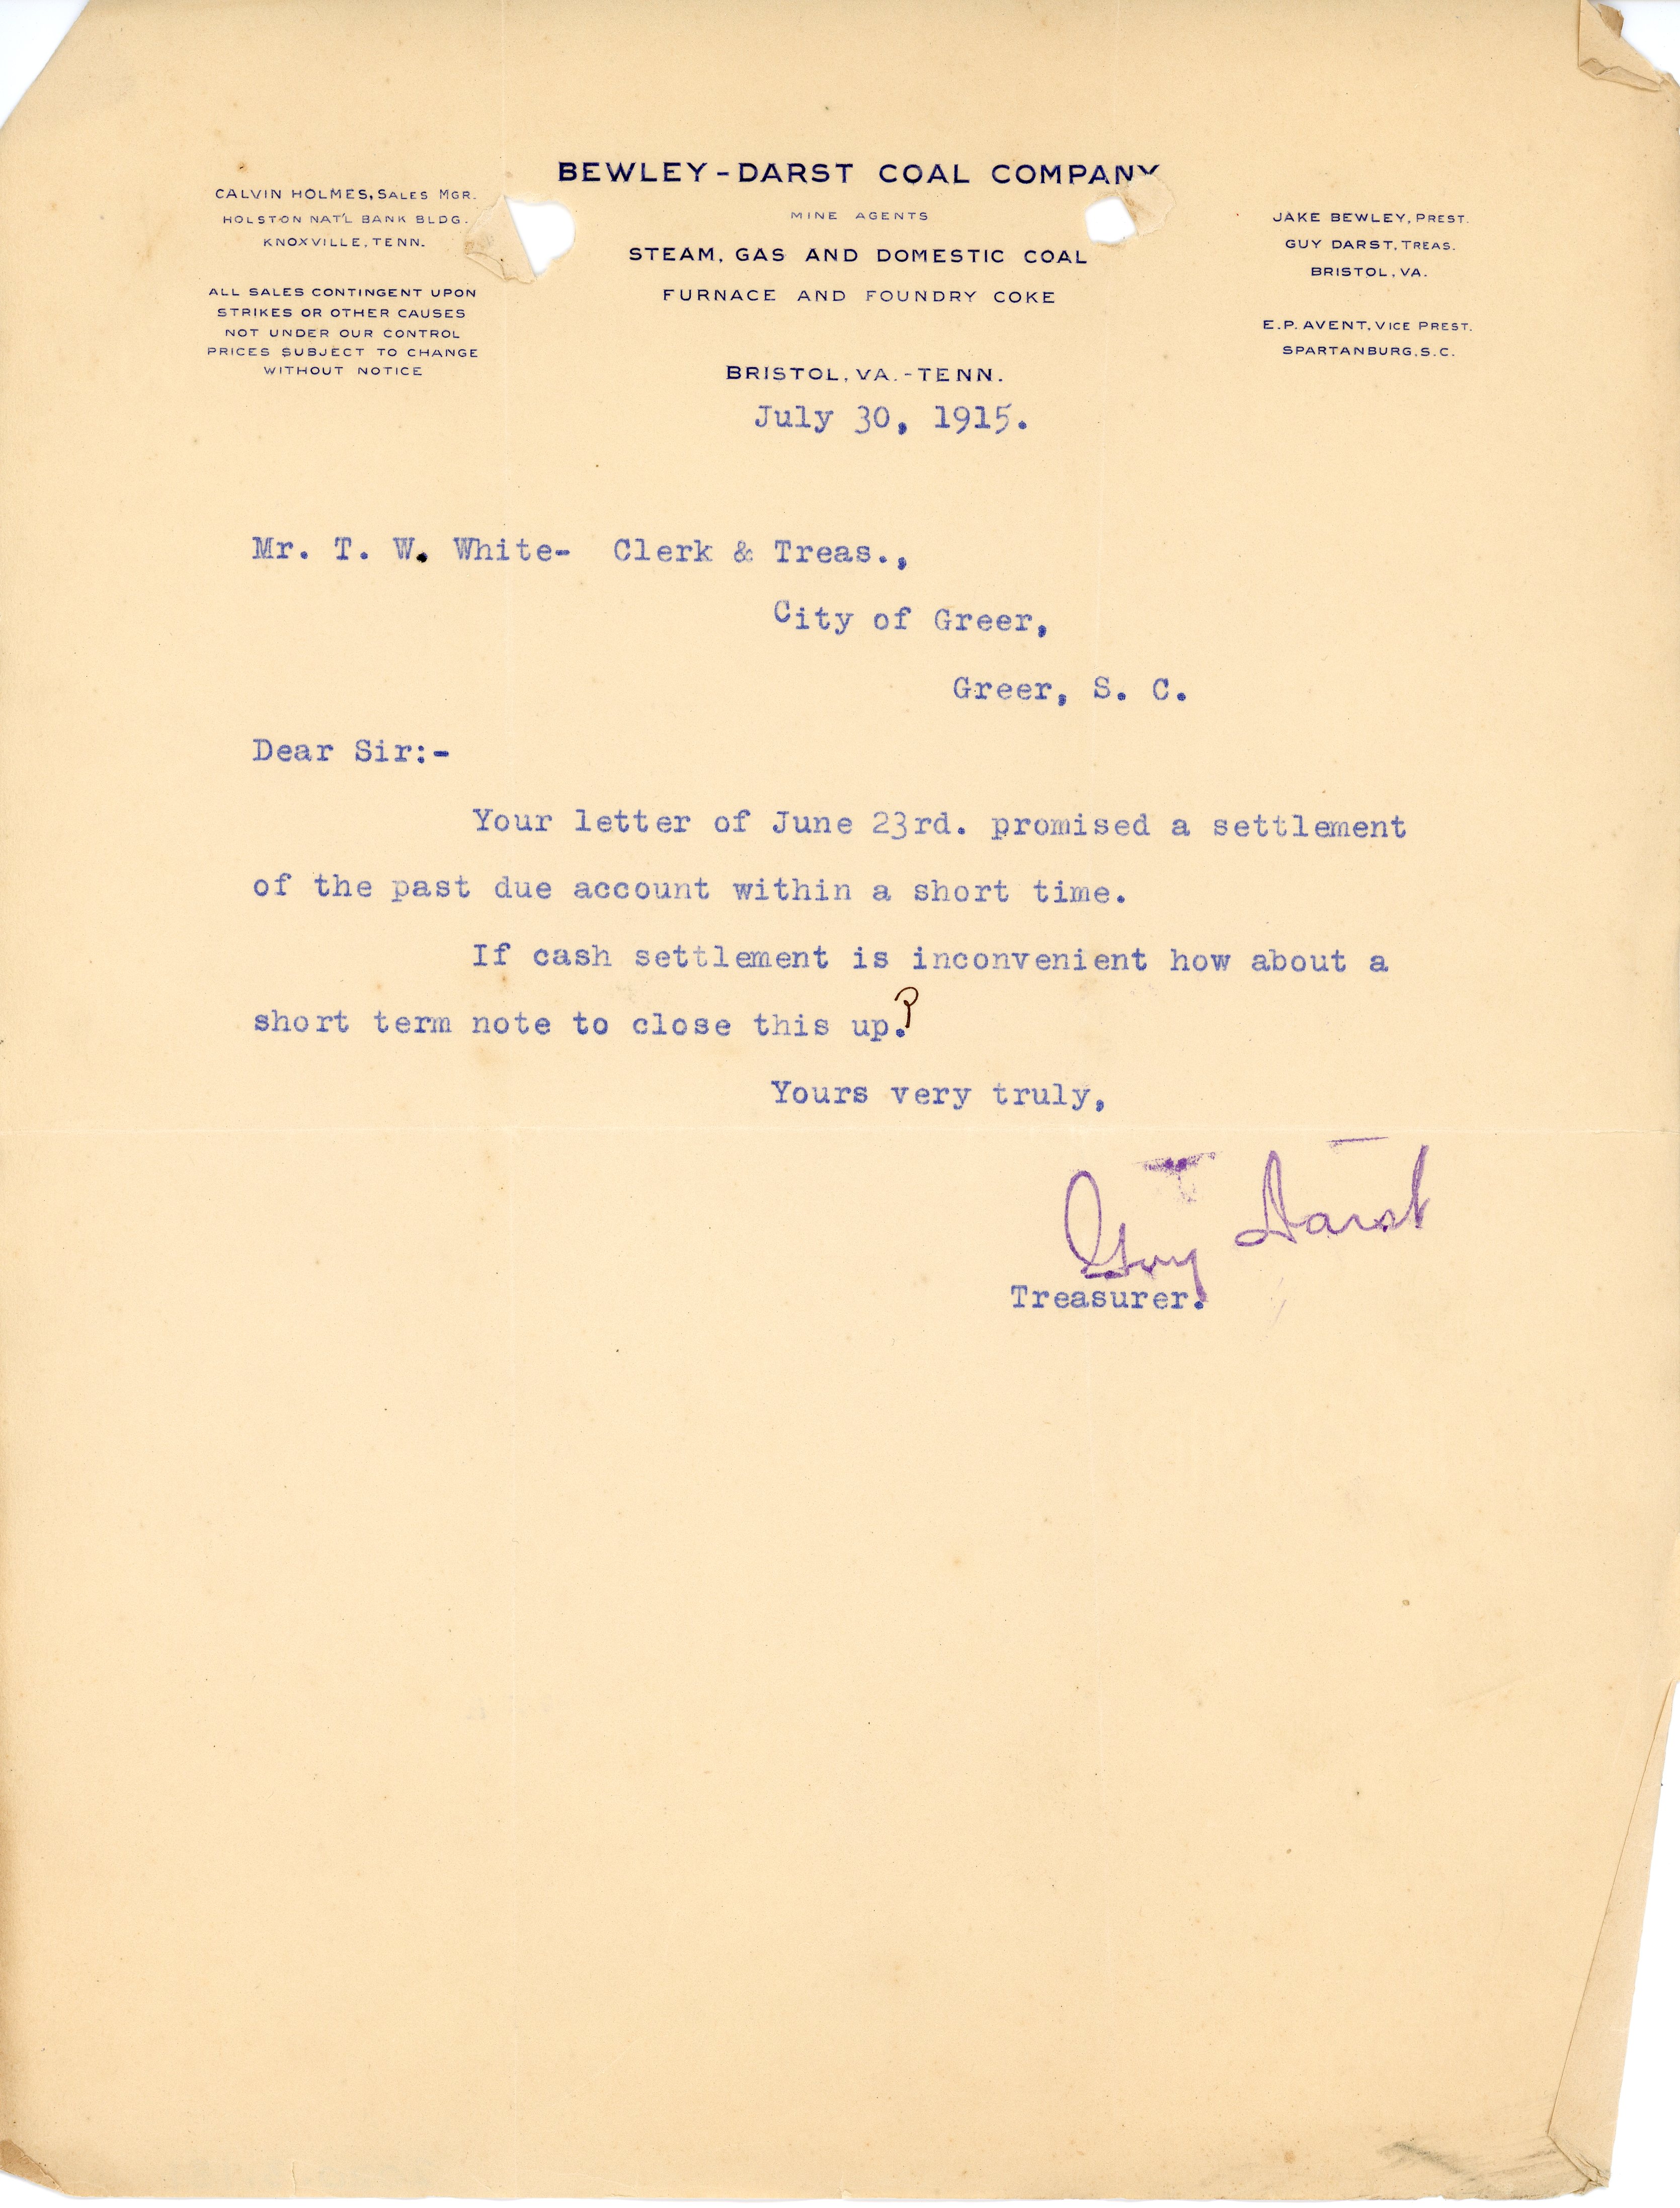 BEWLEY-DARST COAL COMPANY
MINE AGENTS
STEAM, GAS AND DOMESTIC COAL
FURNACE AND FOUNDRY COKE
CALVIN HOLMES, SALES MGR.
HOLSTON NAT'L BANK BLDG.
KNOXVILLE, TENN.
ALL SALES CONTINGENT UPON
STRIKES OR OTHER CAUSES
NOT UNDER OUR CONTROL
PRICES SUBJECT TO CHANGE
WITHOUT NOTICE
JAKE BEWLEY, PREST.
GUY DARST, TREAS.
BRISTOL, VA.
E.P. AVENT, VICE PREST.
SPARTANBURG, S.C.
BRISTOL, VA.-TENN.
July 30, 1915.
Mr. T. W. White- Clerk & Treas.,
City of Greer,
Greer, S. C.
Dear Sir:-
Your letter of June 23rd. promised a settlement
of the past due account within a short time.
If cash settlement is inconvenient how about a
short term note to close this up?
Yours very truly,
Guy Darst
Treasurer.